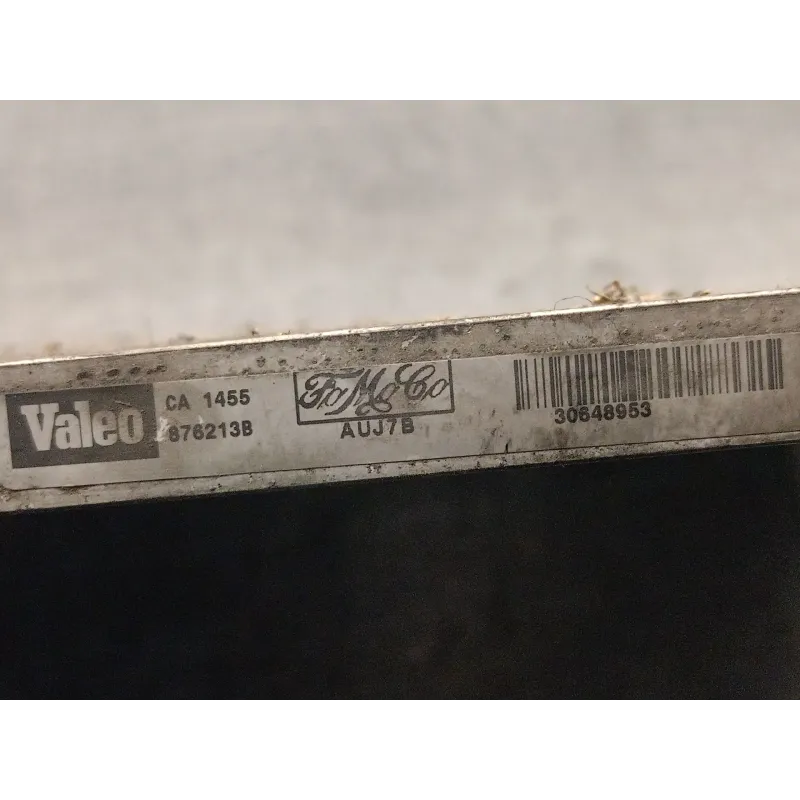 Valeo
CA 1455
876213B
FoMoCo
AUJ7B
30648953